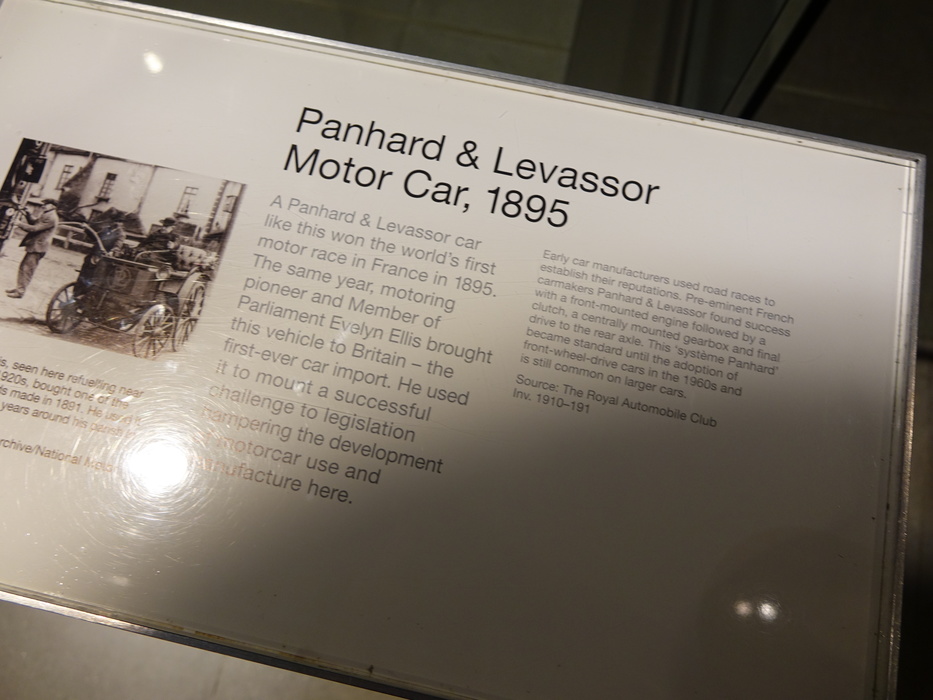 Panhard & Levassor
Motor Car, 1895
A Panhard & Levassor car
like this won the world's first
motor race in France in 1895.
The same year, motoring
pioneer and Member of
Parliament Evelyn Ellis brought
this vehicle to Britain – the
first-ever car import. He used
it to mount a successful
challenge to legislation
hampering the development
motorcar use and
manufacture here.
Early car manufacturers used road races to
establish their reputations. Pre-eminent French
carmakers Panhard & Levassor found success
with a front-mounted engine followed by a
clutch, a centrally mounted gearbox and final
drive to the rear axle. This 'système Panhard'
became standard until the adoption of
front-wheel-drive cars in the 1960s and
is still common on larger cars.
Source: The Royal Automobile Club
Inv. 1910–191
seen here refuelling near
1920s, bought one of the
made in 1891. He used
years around his parish
Archive/National